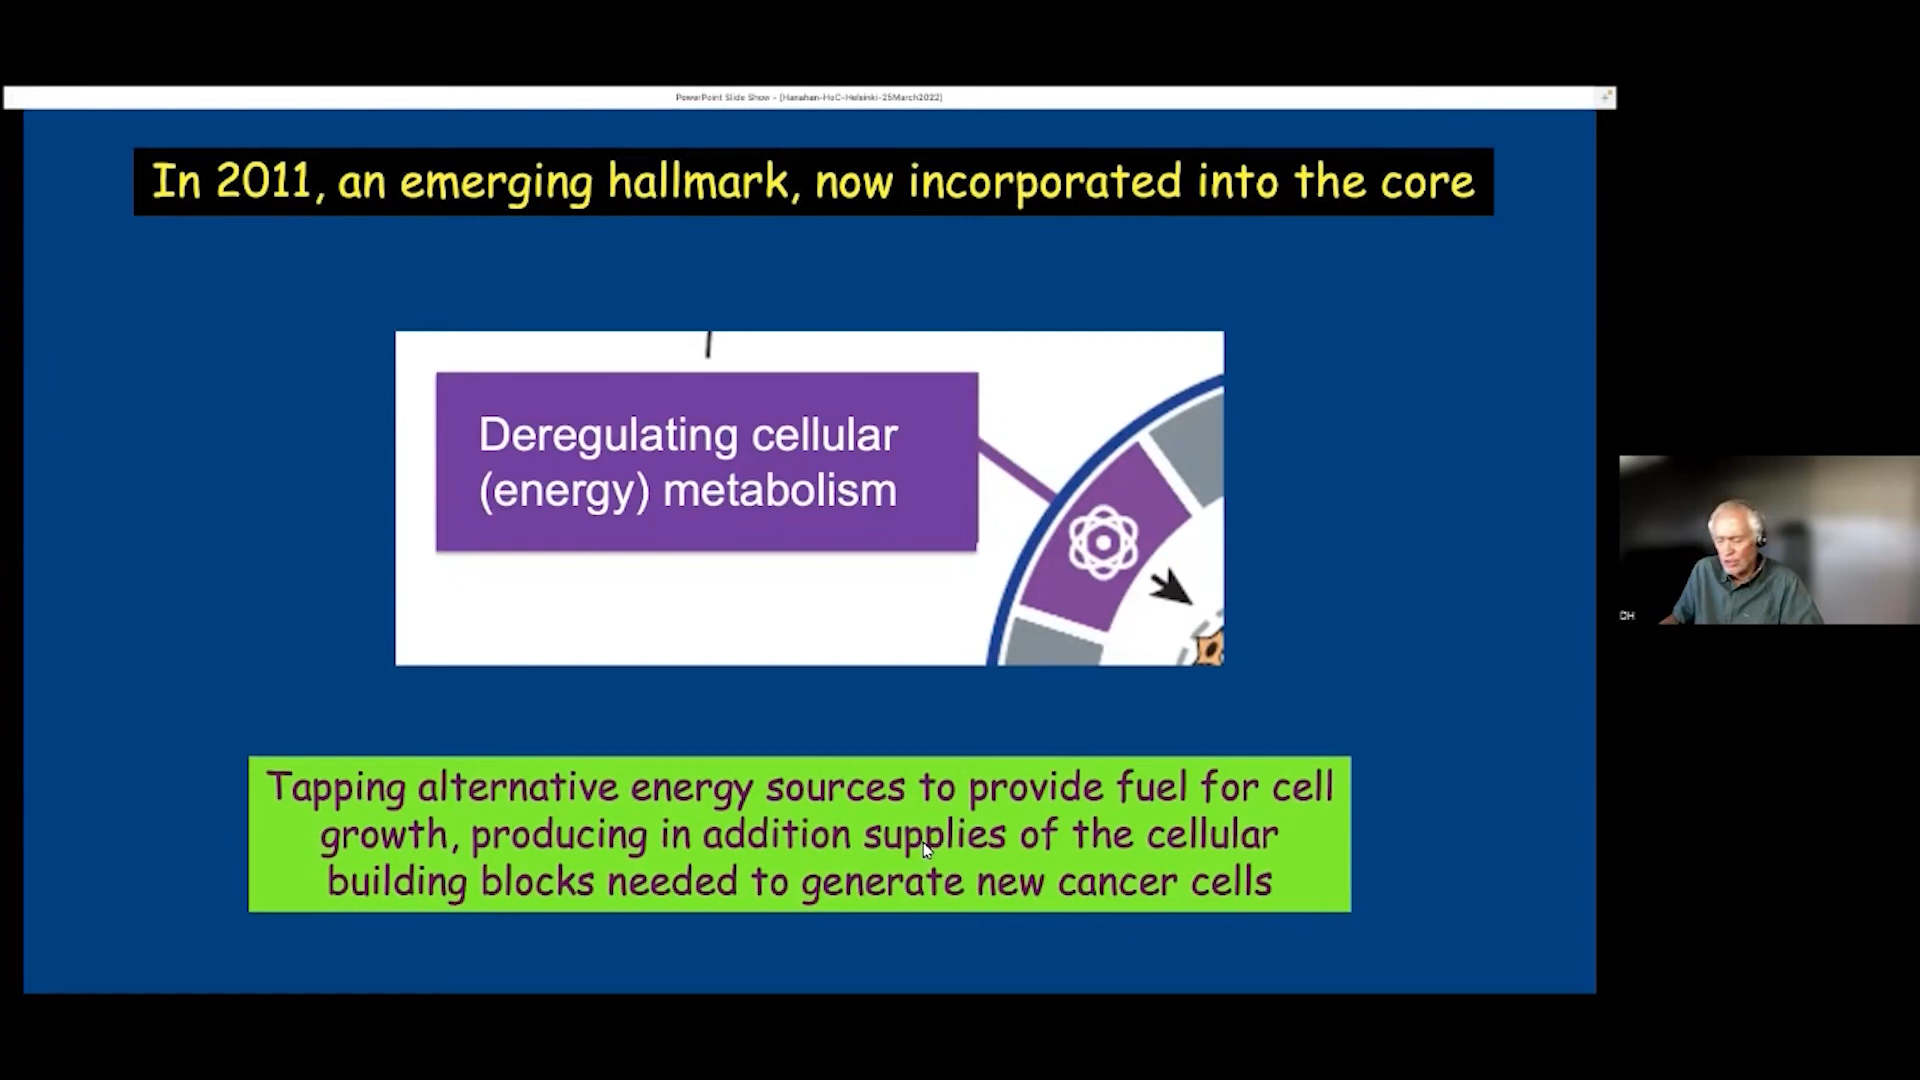 PowerPoint Slide Show - [Hanahan-HoC-Helsinki-25March2022]
In 2011, an emerging hallmark, now incorporated into the core
Deregulating cellular
(energy) metabolism
Tapping alternative energy sources to provide fuel for cell
growth, producing in addition supplies of the cellular
building blocks needed to generate new cancer cells
DH